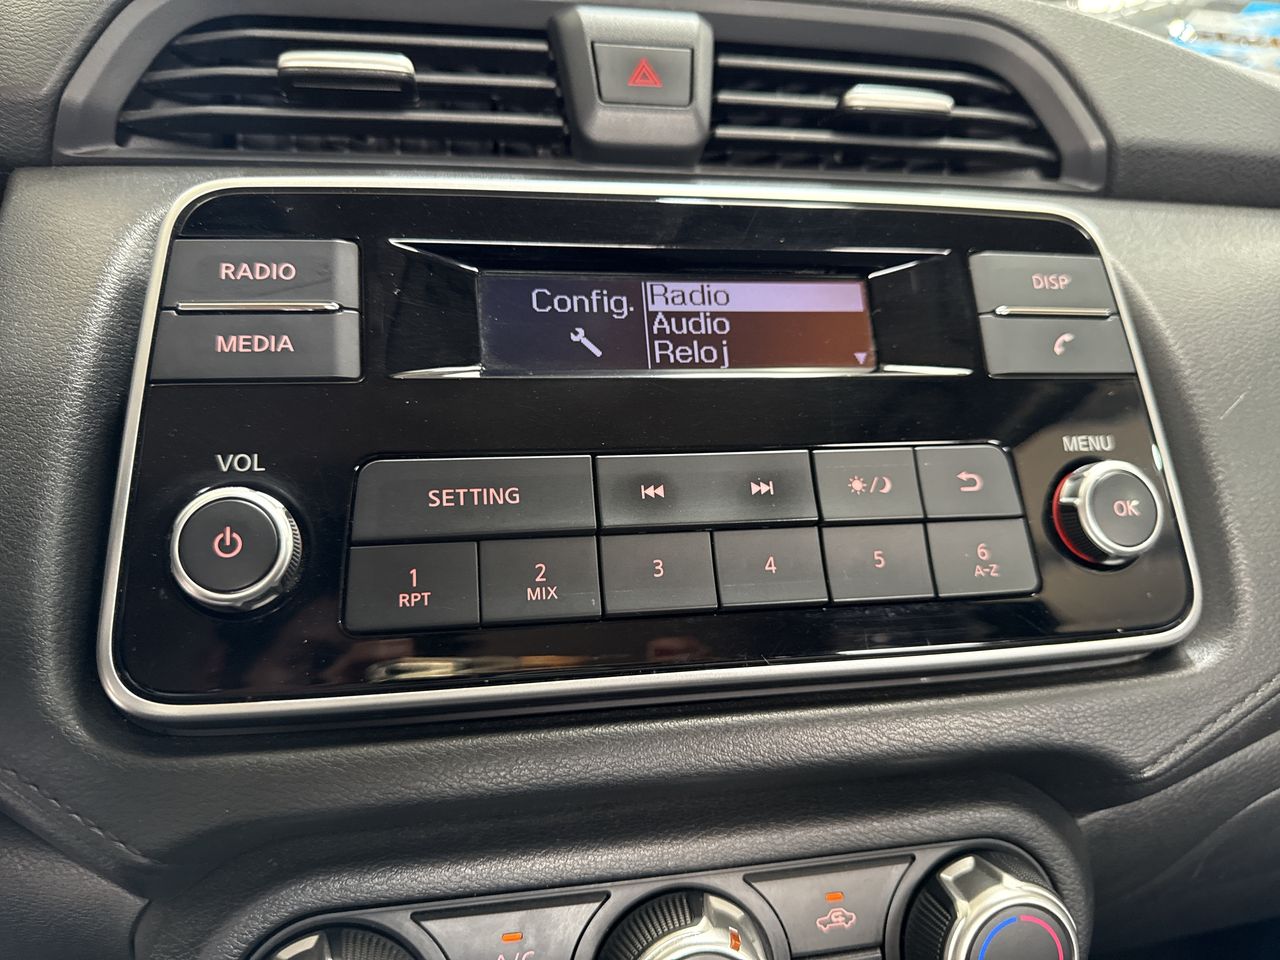 RADIO
MEDIA
Config.
Radio
Audio
Reloj
DISP
VOL
MENU
SETTING
OK
1
RPT
2
MIX
3
4
5
6
A-Z
A/C